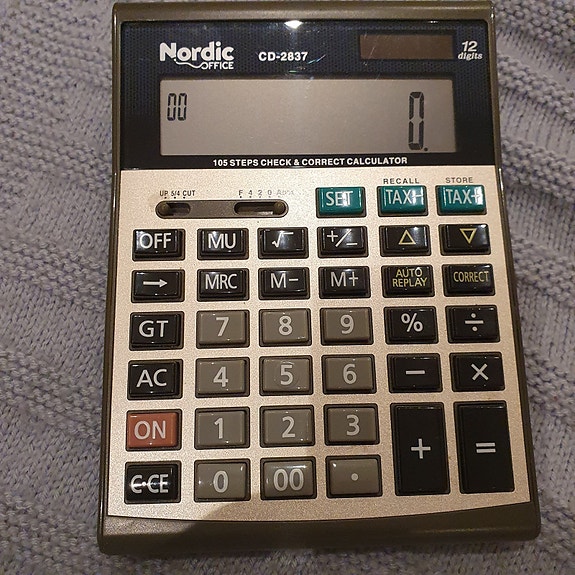 Nordic
OFFICE
CD-2837
12
digits
00
0.
105 STEPS CHECK & CORRECT CALCULATOR
UP 5/4 CUT
F 4 2 0 ADD2
RECALL
STORE
SET
TAX-
TAX+
OFF
MU
√
+/-
△
▽
→
MRC
M-
M+
AUTO
REPLAY
CORRECT
GT
7
8
9
%
÷
AC
4
5
6
-
×
ON
1
2
3
+
=
C·CE
0
00
·